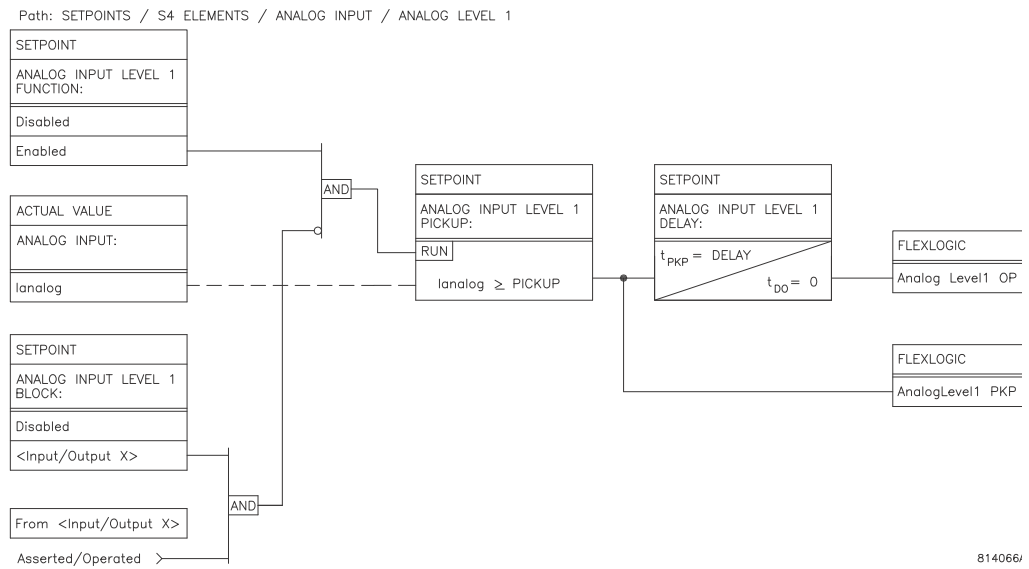 Path: SETPOINTS / S4 ELEMENTS / ANALOG INPUT / ANALOG LEVEL 1
SETPOINT
ANALOG INPUT LEVEL 1
FUNCTION:
Disabled
Enabled
AND
ACTUAL VALUE
ANALOG INPUT:
Ianalog
SETPOINT
ANALOG INPUT LEVEL 1
PICKUP:
RUN
Ianalog ≥ PICKUP
SETPOINT
ANALOG INPUT LEVEL 1
DELAY:
tPKP = DELAY
tDO = 0
FLEXLOGIC
Analog Level1 OP
FLEXLOGIC
AnalogLevel1 PKP
SETPOINT
ANALOG INPUT LEVEL 1
BLOCK:
Disabled
<Input/Output X>
AND
From <Input/Output X>
Asserted/Operated